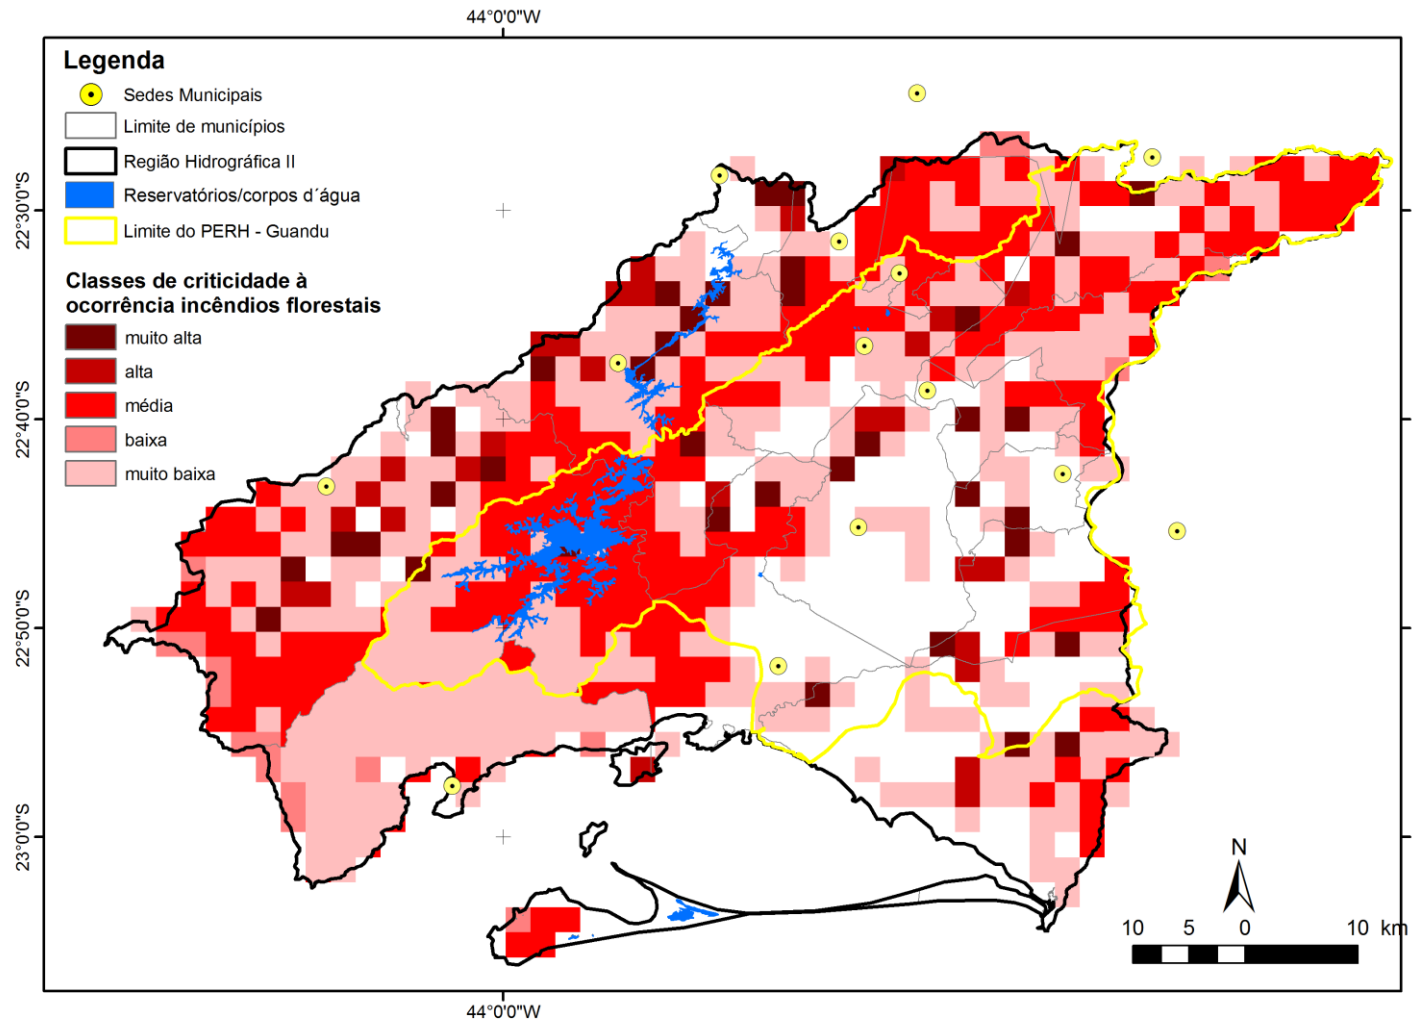 44°0'0"W
Legenda
Sedes Municipais
Limite de municípios
Região Hidrográfica II
Reservatórios/corpos d´água
Limite do PERH - Guandu
Classes de criticidade à
ocorrência incêndios florestais
muito alta
alta
média
baixa
muito baixa
22°30'0"S
22°40'0"S
22°50'0"S
23°0'0"S
N
10 5 0 10 km
44°0'0"W